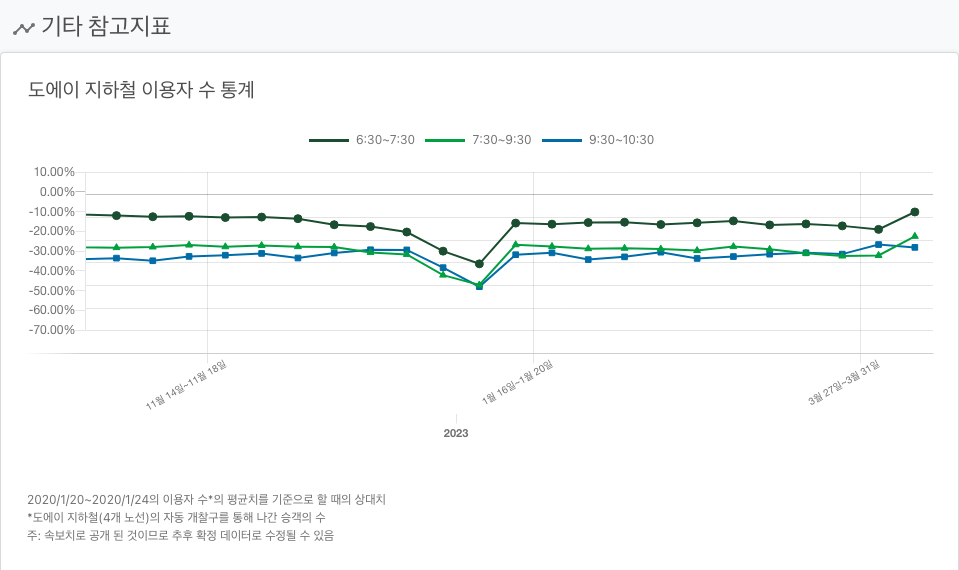 기타 참고지표
도에이 지하철 이용자 수 통계
6:30~7:30 7:30~9:30 9:30~10:30
10.00%
0.00%
-10.00%
-20.00%
-30.00%
-40.00%
-50.00%
-60.00%
-70.00%
11월 14일~11월 18일
1월 16일~1월 20일
3월 27일~3월 31일
2023
2020/1/20~2020/1/24의 이용자 수*의 평균치를 기준으로 할 때의 상대치
*도에이 지하철(4개 노선)의 자동 개찰구를 통해 나간 승객의 수
주: 속보치로 공개 된 것이므로 추후 확정 데이터로 수정될 수 있음